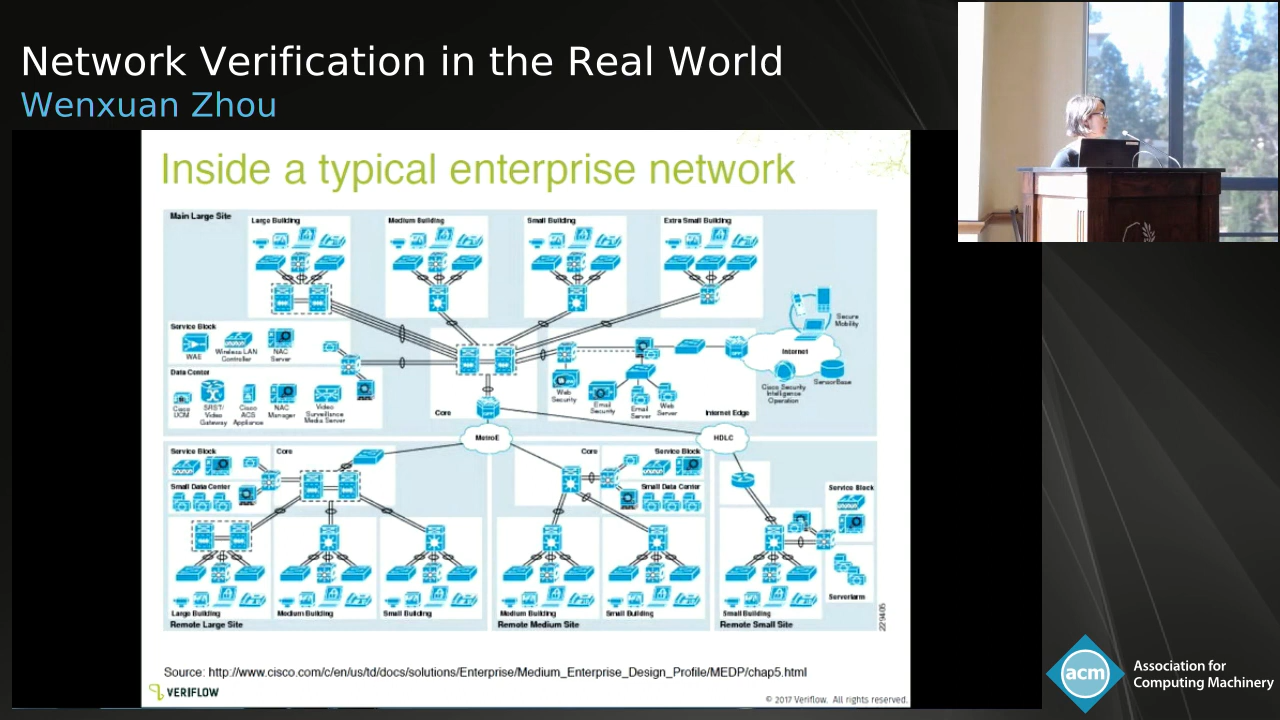 Network Verification in the Real World
Wenxuan Zhou
Inside a typical enterprise network
Main Large Site
Large Building
Medium Building
Small Building
Extra Small Building
Service Block
WAE
Wireless LAN
Controller
NAC
Server
Data Center
Cisco
UCM
SRST/
Video
Gateway
Cisco
ACS
Appliance
NAC
Manager
Video
Surveillance
Media Server
Core
Web
Security
Email
Security
Email
Server
Web
Server
Internet Edge
Secure
Mobility
Internet
Cisco Security
Intelligence
Operation
SensorBase
MetroE
HDLC
Service Block
Core
Small Data Center
Large Building
Medium Building
Small Building
Remote Large Site
Core
Service Block
Small Data Center
Medium Building
Small Building
Remote Medium Site
Service Block
Serverfarm
Small Building
Remote Small Site
229405
Source: http://www.cisco.com/c/en/us/td/docs/solutions/Enterprise/Medium_Enterprise_Design_Profile/MEDP/chap5.html
VERIFLOW
© 2017 Veriflow. All rights reserved.
acm
Association for
Computing Machinery